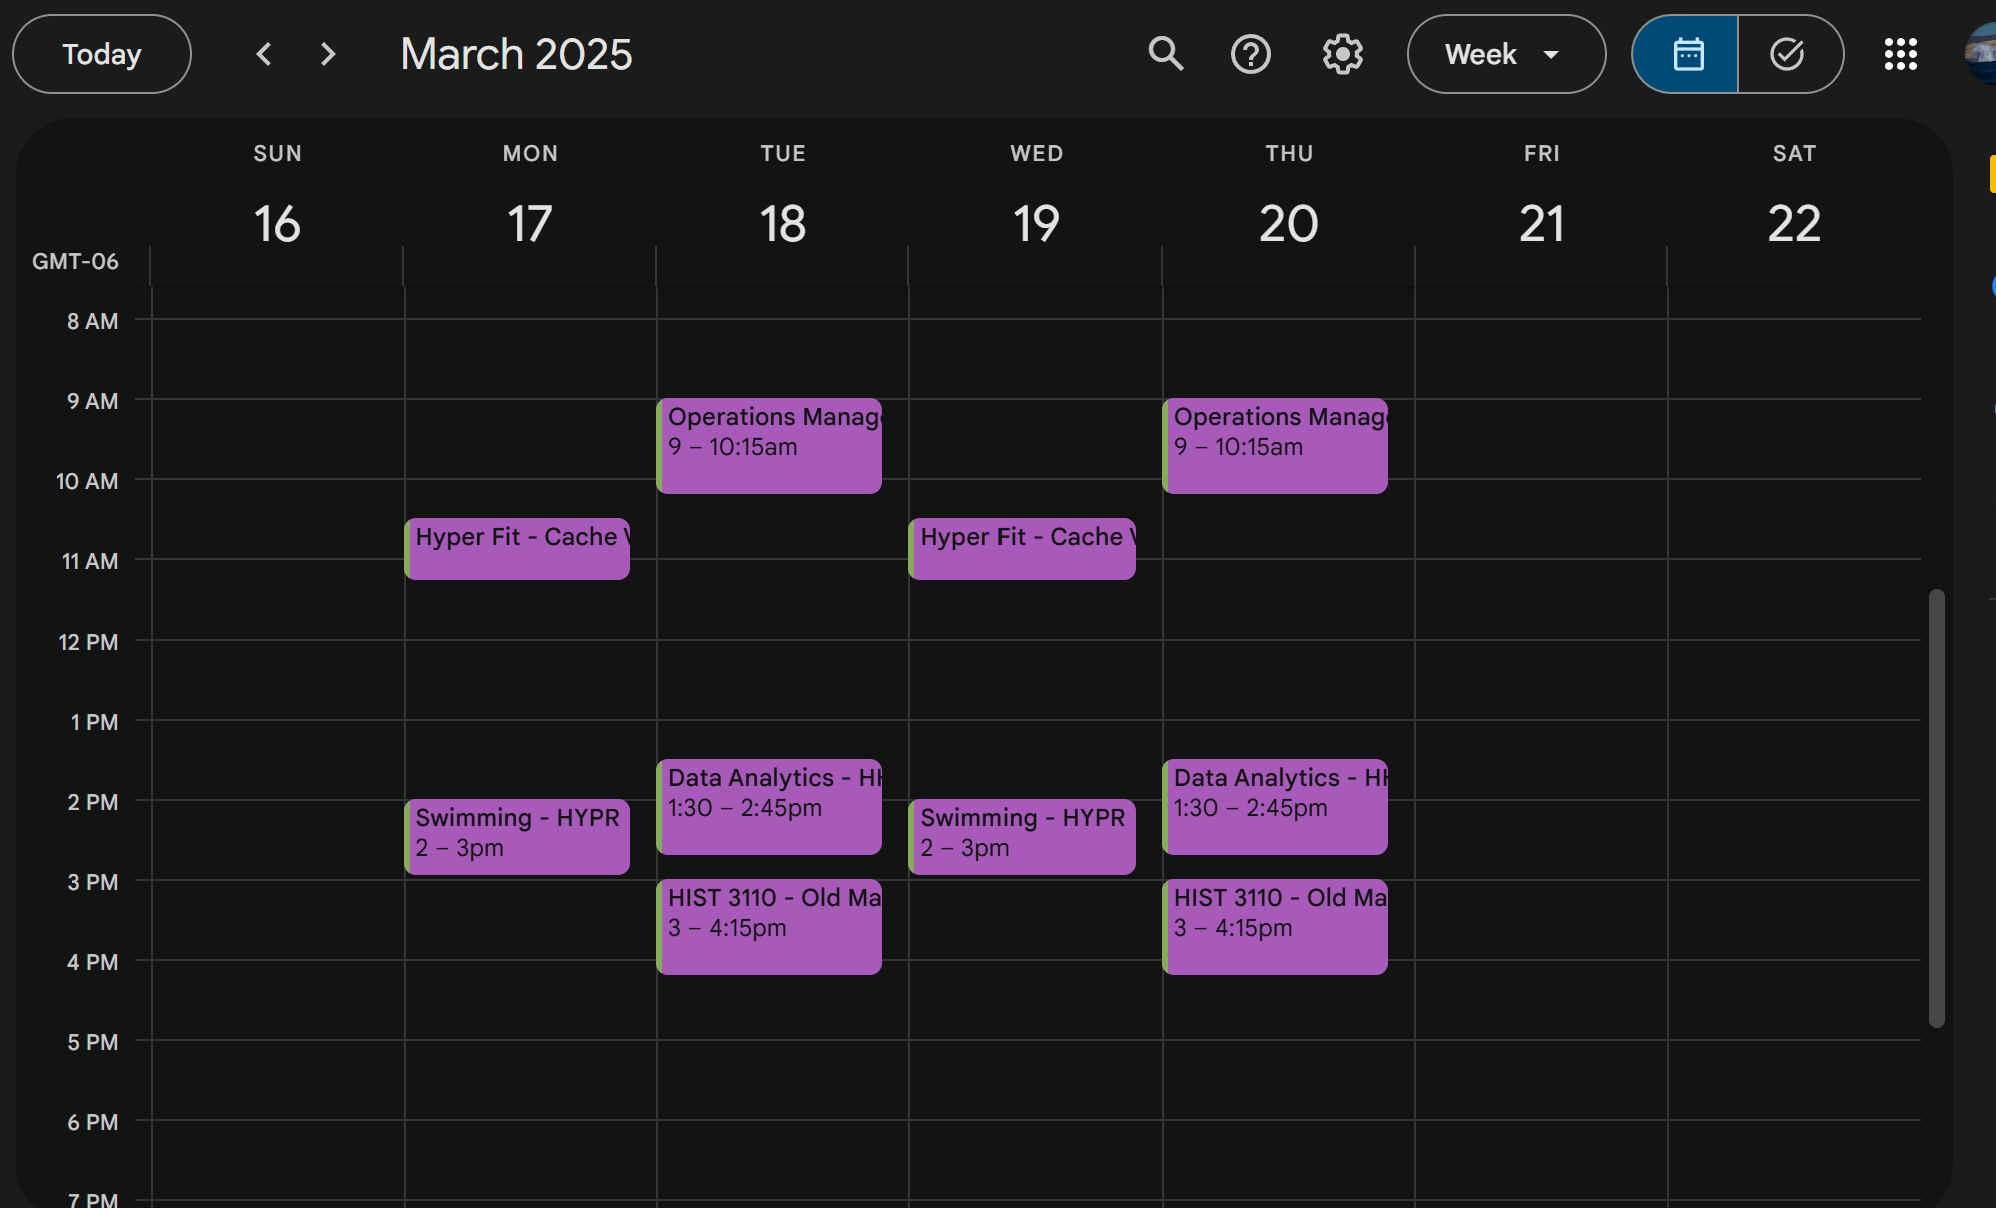 Today
March 2025
Week
SUN
MON
TUE
WED
THU
FRI
SAT
16
17
18
19
20
21
22
GMT-06
8 AM
9 AM
10 AM
11 AM
12 PM
1 PM
2 PM
3 PM
4 PM
5 PM
6 PM
7 PM
Hyper Fit - Cache
Swimming - HYPR
2 – 3pm
Operations Manag
9 – 10:15am
Data Analytics - H
1:30 – 2:45pm
HIST 3110 - Old Ma
3 – 4:15pm
Hyper Fit - Cache
Swimming - HYPR
2 – 3pm
Operations Manag
9 – 10:15am
Data Analytics - H
1:30 – 2:45pm
HIST 3110 - Old Ma
3 – 4:15pm